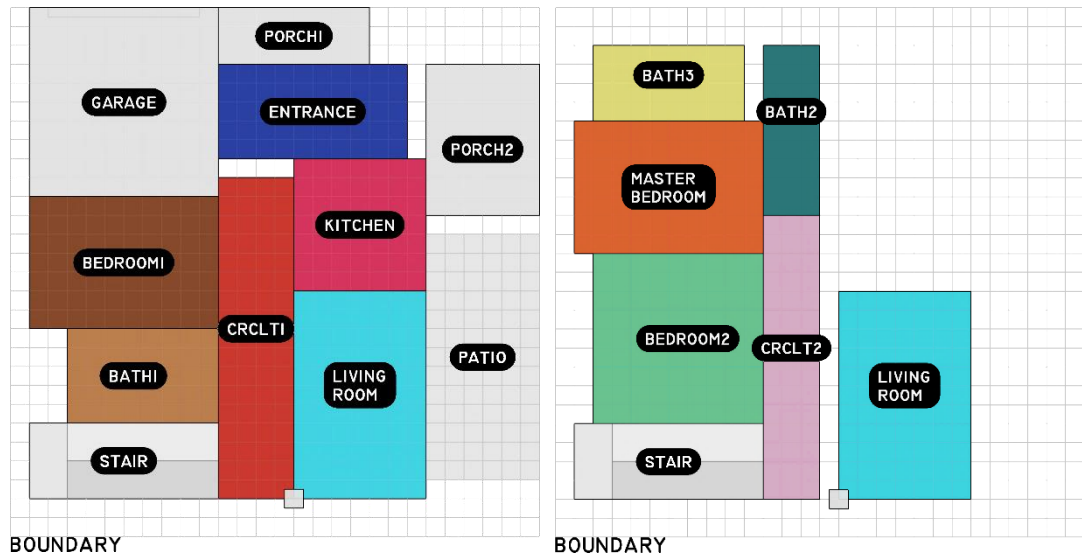 PORCH1
GARAGE
ENTRANCE
PORCH2
KITCHEN
BEDROOM1
CRCLT1
PATIO
BATH1
LIVING
ROOM
STAIR
BOUNDARY
BATH3
BATH2
MASTER
BEDROOM
BEDROOM2
CRCLT2
LIVING
ROOM
STAIR
BOUNDARY